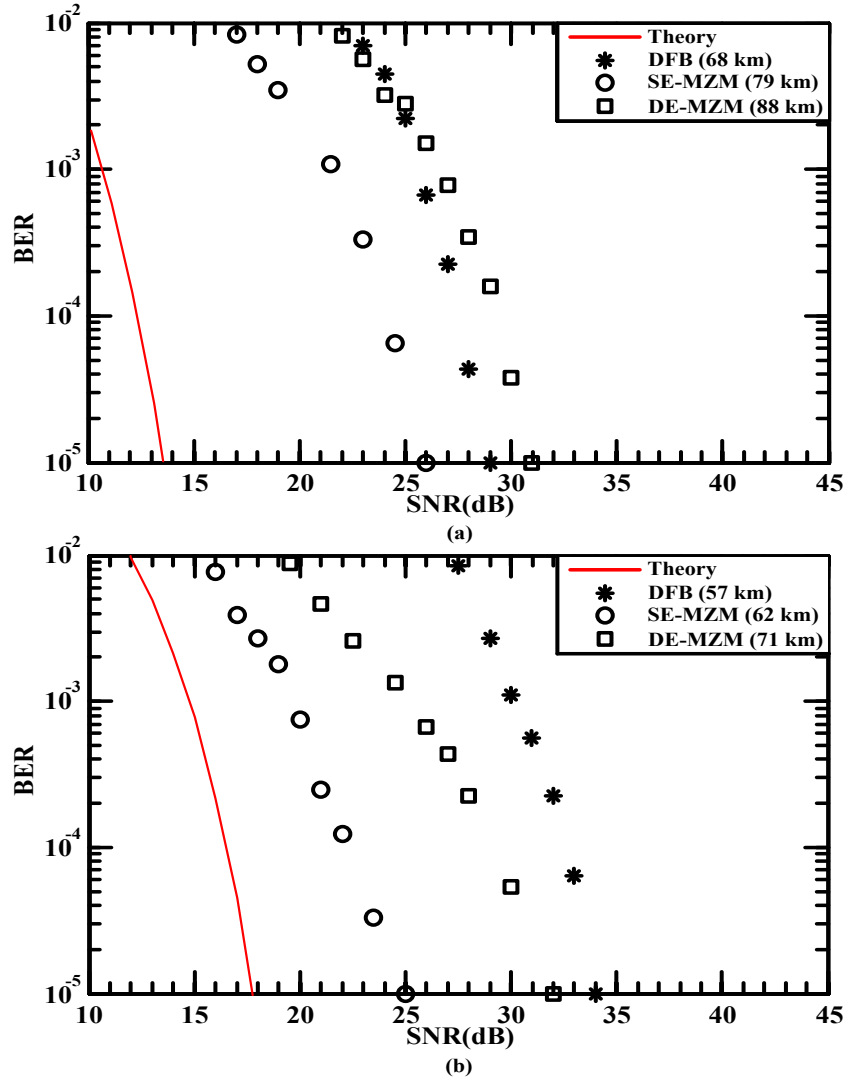 10^-2
Theory
DFB (68 km)
SE-MZM (79 km)
DE-MZM (88 km)
10^-3
BER
10^-4
10^-5
10 15 20 25 30 35 40 45
SNR(dB)
(a)
10^-2
Theory
DFB (57 km)
SE-MZM (62 km)
DE-MZM (71 km)
10^-3
BER
10^-4
10^-5
10 15 20 25 30 35 40 45
SNR(dB)
(b)